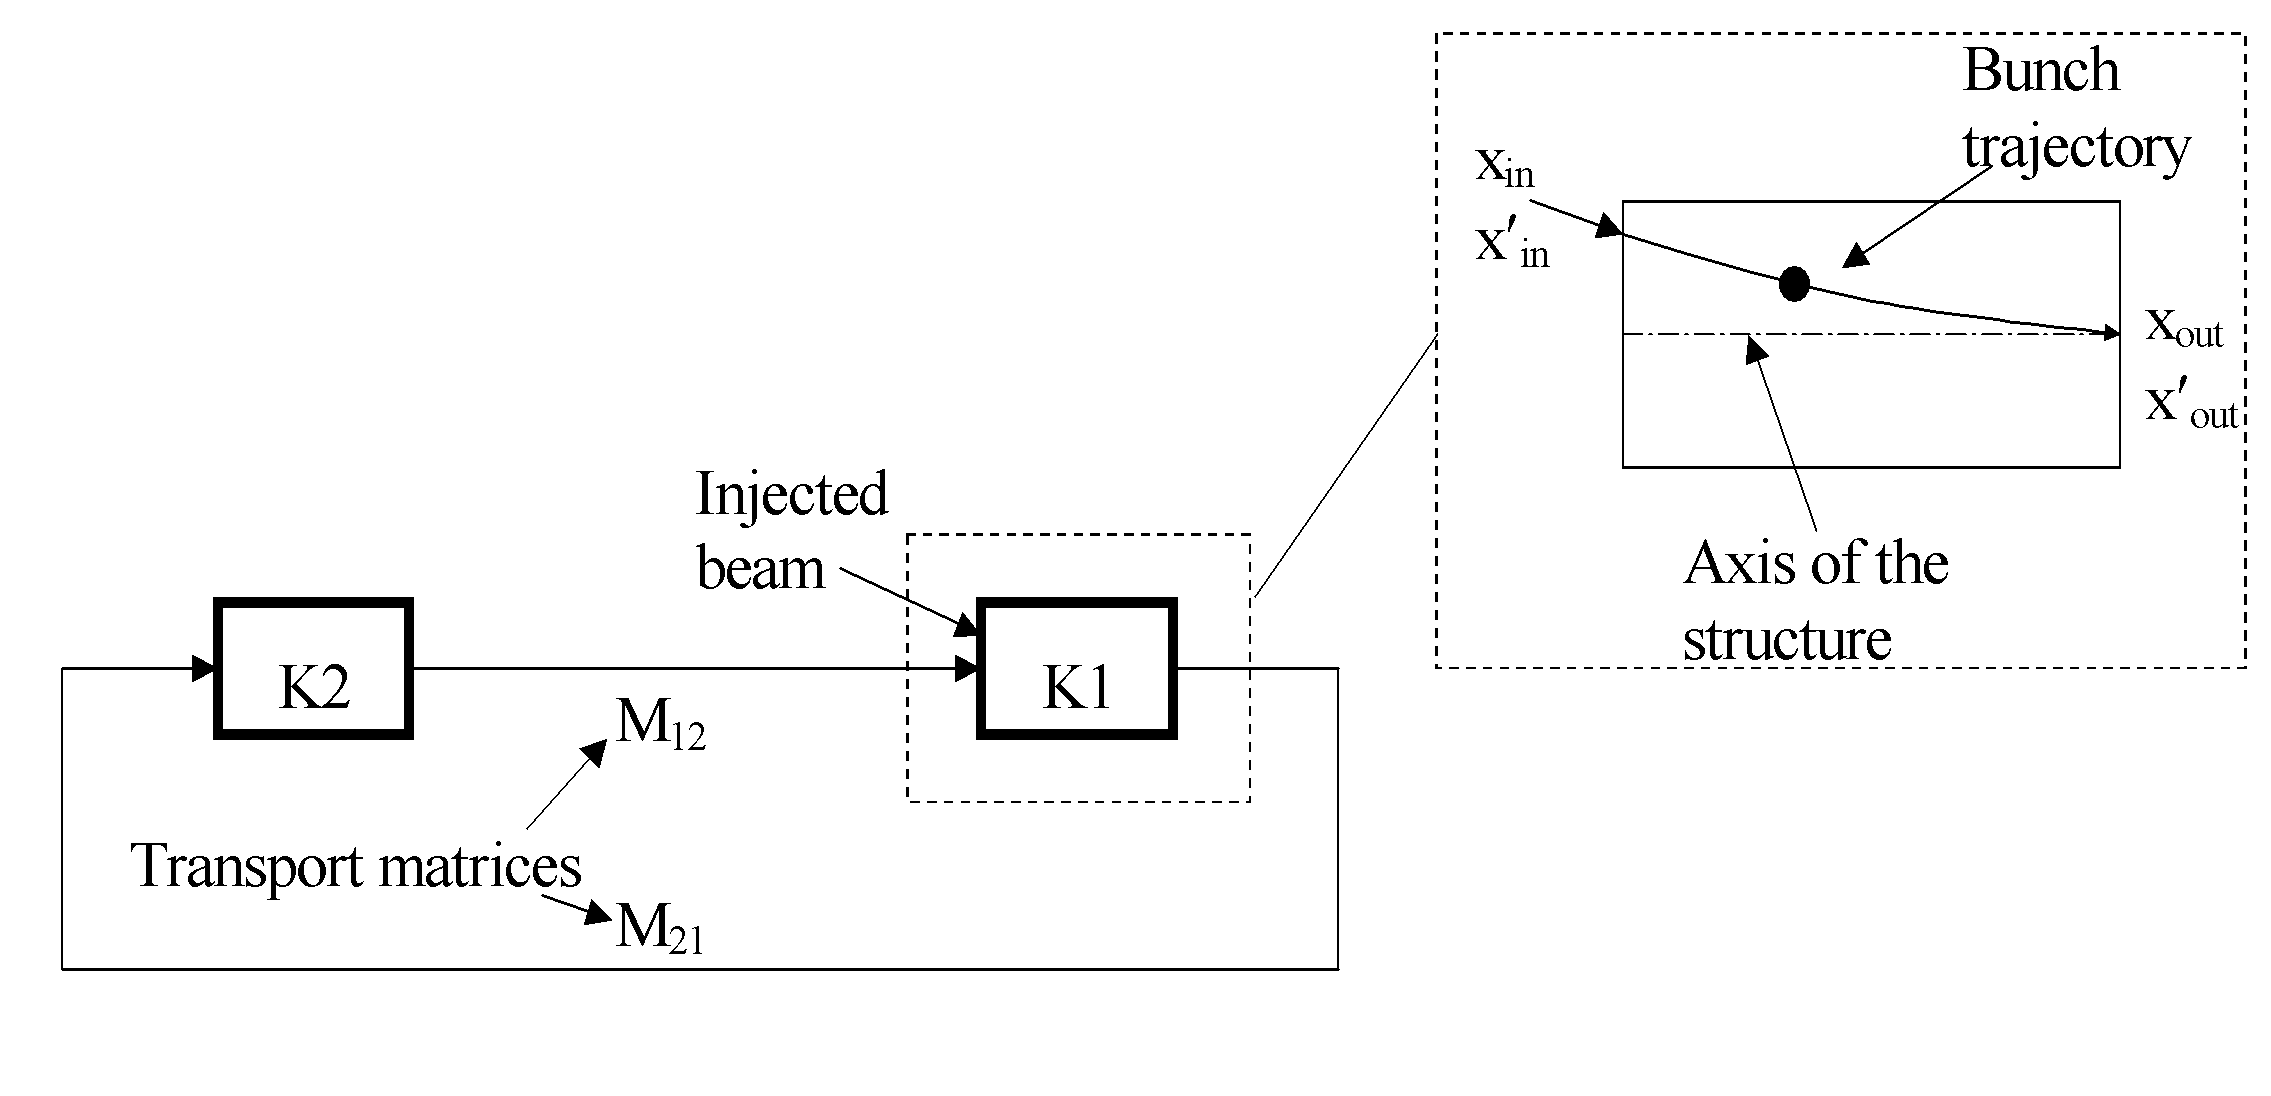 Bunch
trajectory
xin
x′in
xout
x′out
Axis of the
structure
Injected
beam
K2
K1
M12
Transport matrices
M21